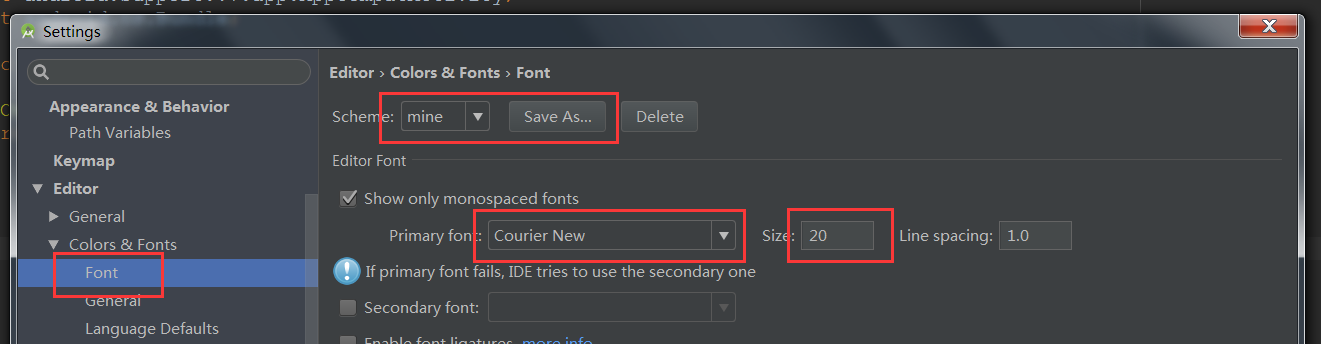 Settings
Appearance & Behavior
Path Variables
Keymap
Editor
General
Colors & Fonts
Font
General
Language Defaults
Editor › Colors & Fonts › Font
Scheme: mine Save As... Delete
Editor Font
Show only monospaced fonts
Primary font: Courier New Size: 20 Line spacing: 1.0
If primary font fails, IDE tries to use the secondary one
Secondary font:
Enable font ligatures more info